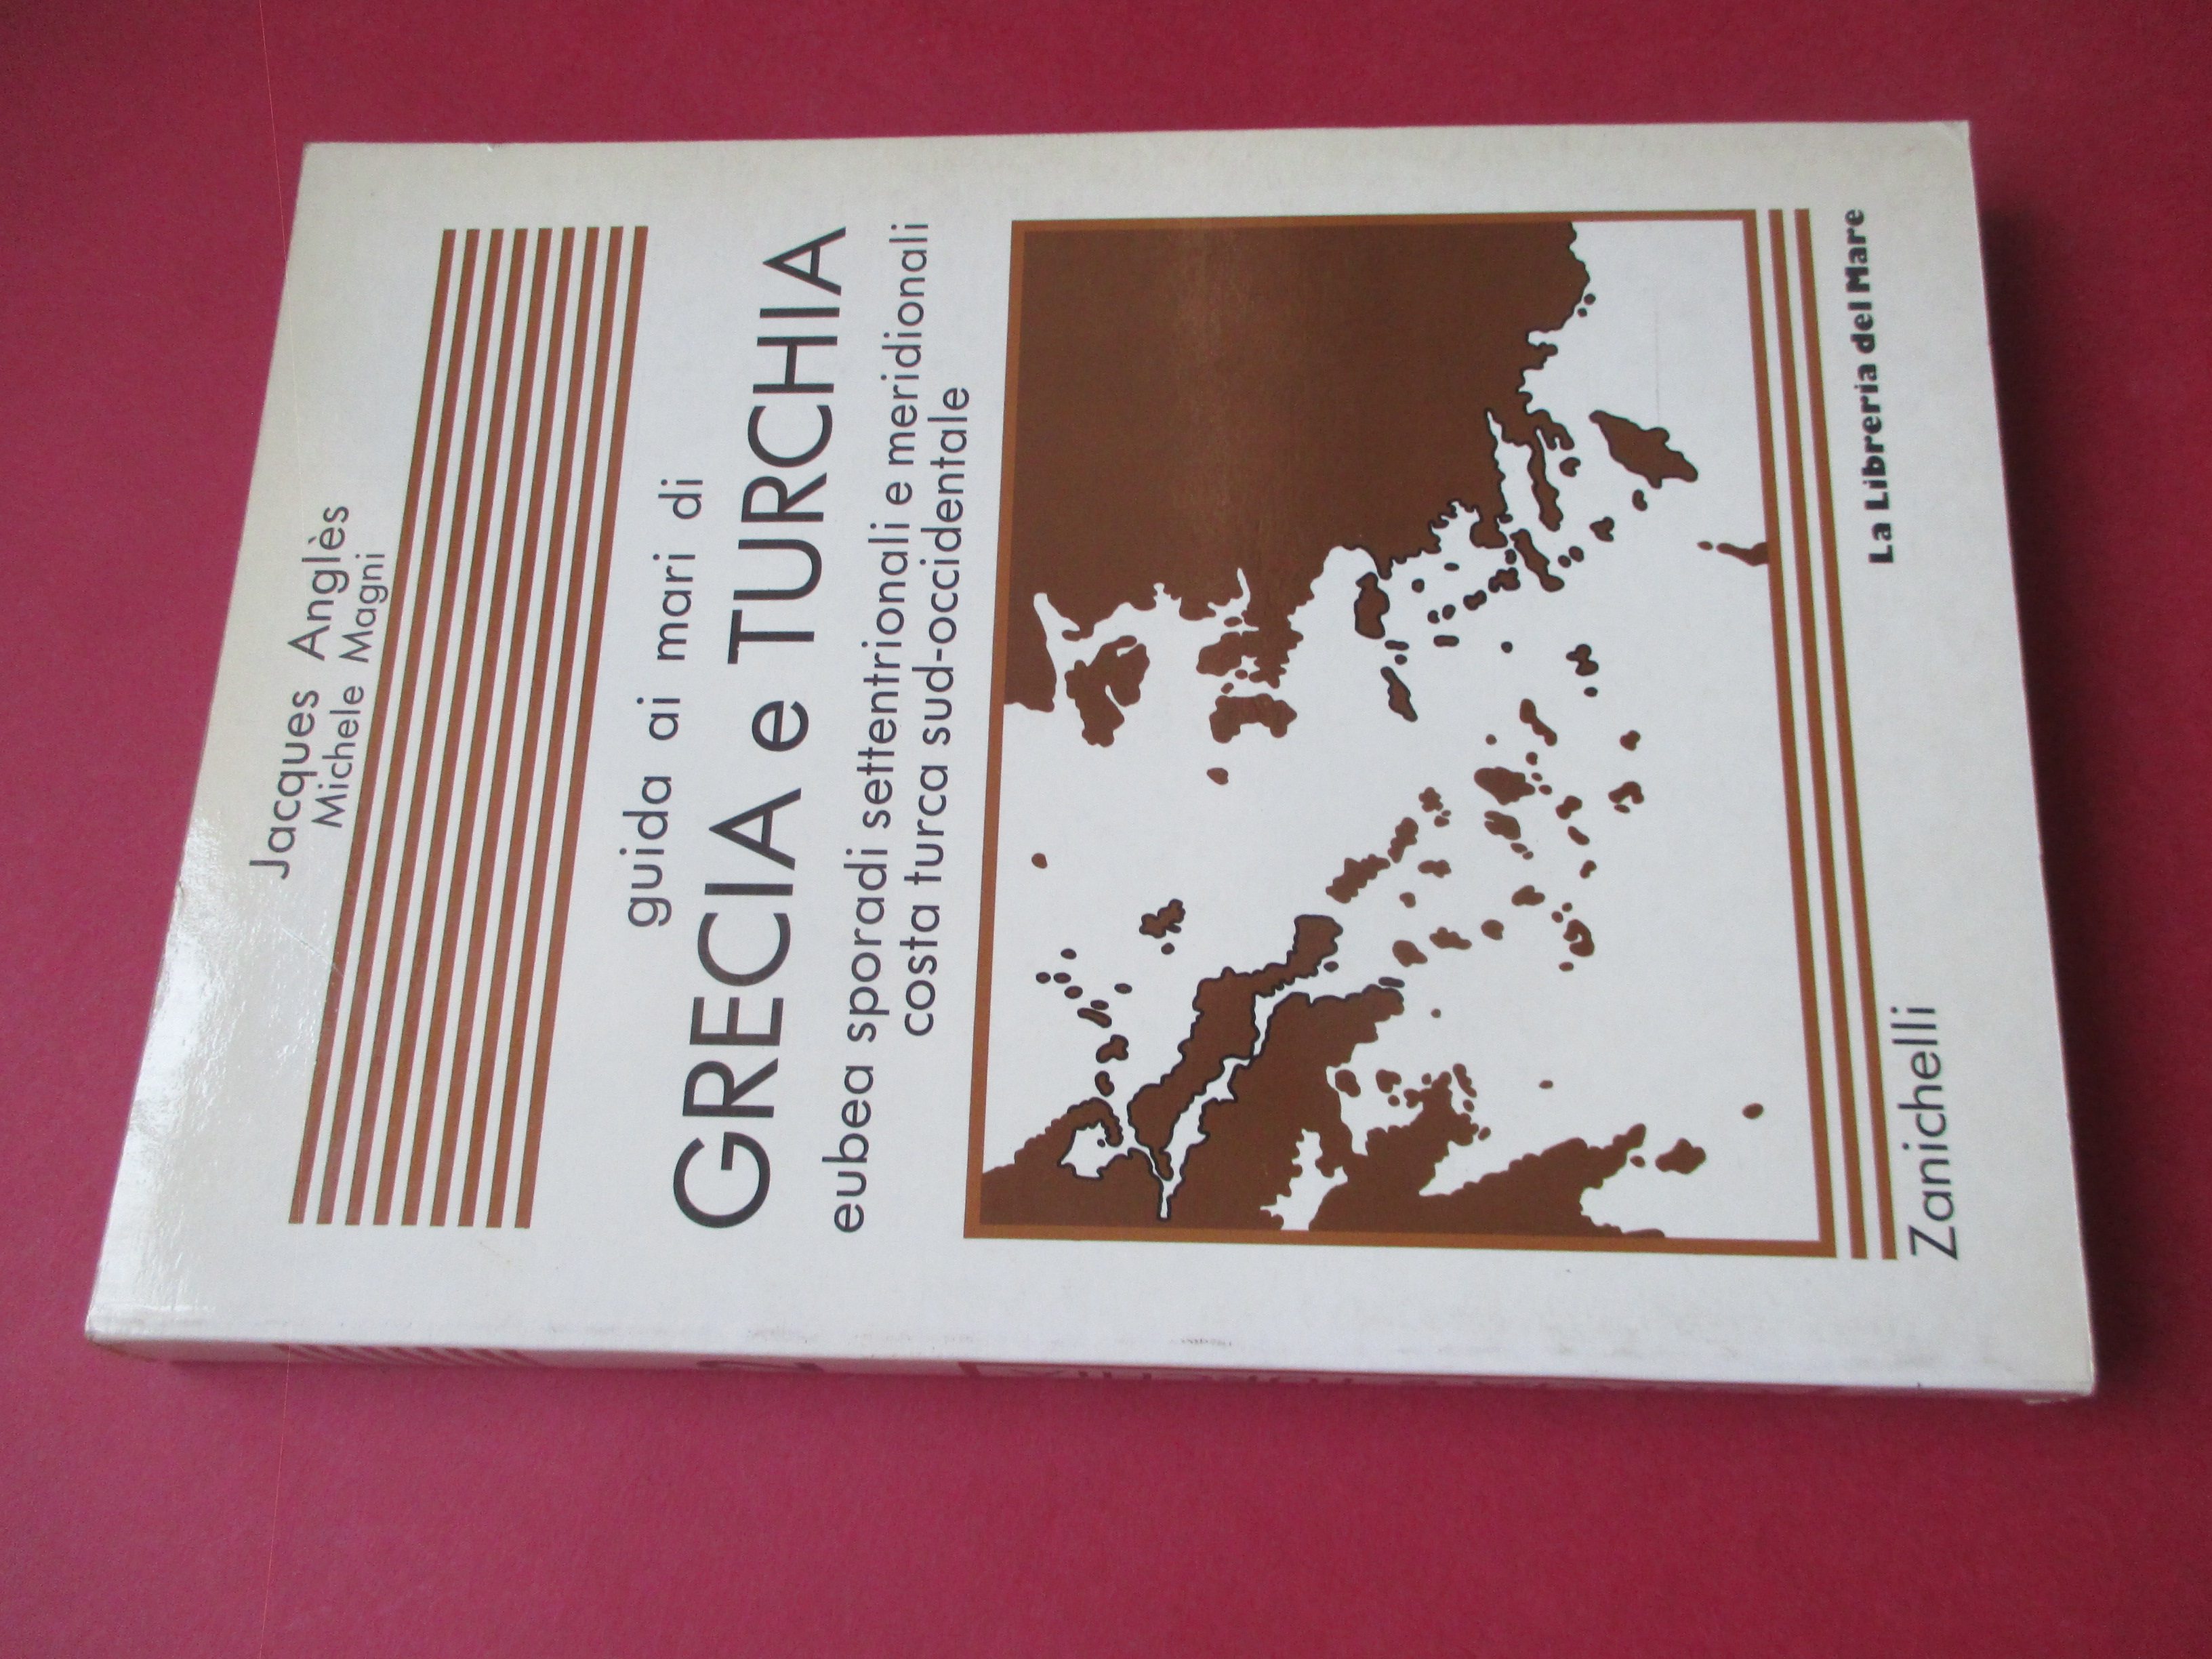 Jacques Anglès
Michele Magni
guida ai mari di
GRECIA e TURCHIA
eubea sporadi settentrionali e meridionali
costa turca sud-occidentale
Zanichelli
La Libreria del Mare